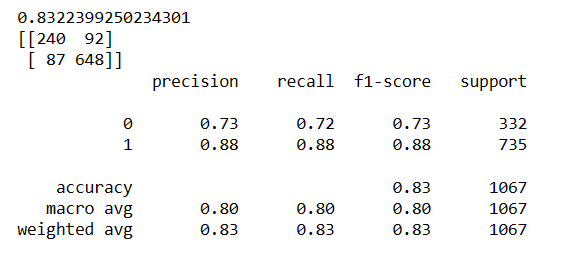 0.8322399250234301
[[240  92]
 [ 87 648]]
              precision    recall  f1-score   support

           0       0.73      0.72      0.73       332
           1       0.88      0.88      0.88       735

    accuracy                           0.83      1067
   macro avg       0.80      0.80      0.80      1067
weighted avg       0.83      0.83      0.83      1067